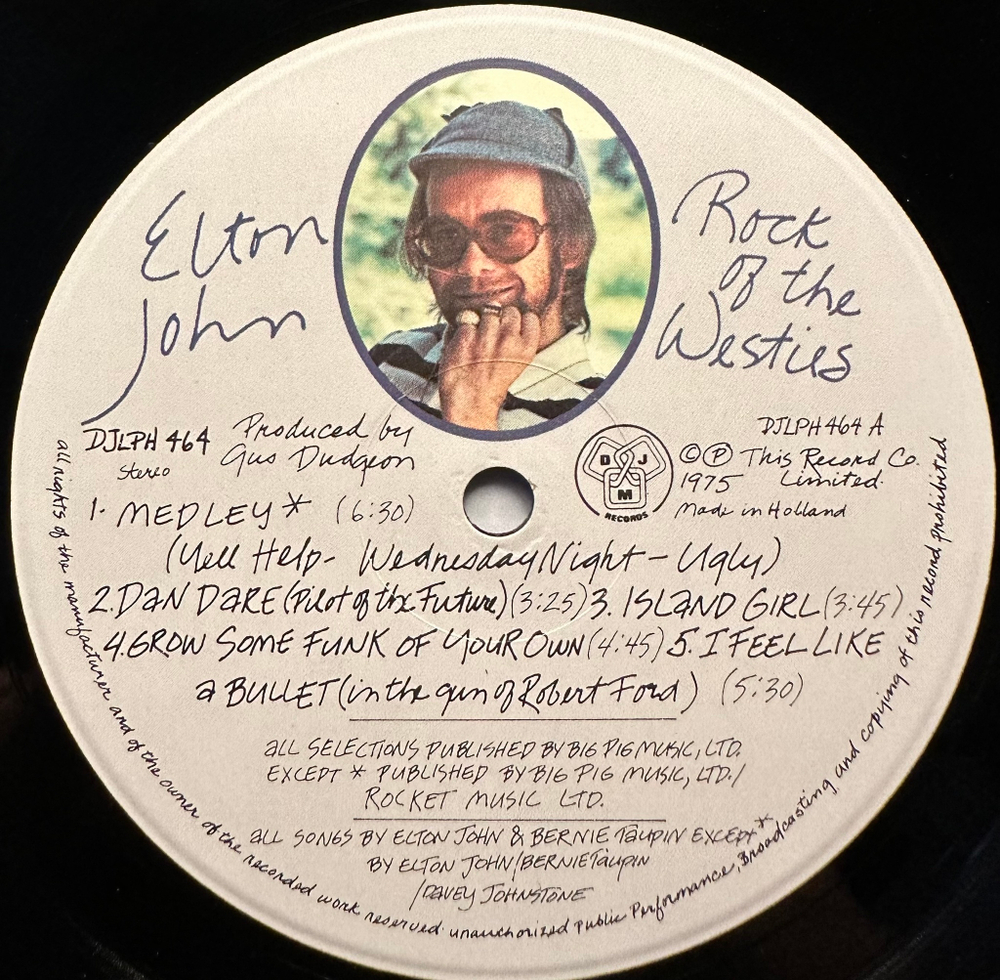 Elton
John
Rock
of the
Westies
DJLPH 464
Stereo
Produced by
Gus Dudgeon
D J
M
RECORDS
DJLPH 464 A
©℗ This Record Co.
1975 Limited.
Made in Holland
1. MEDLEY* (6:30)
(Yell Help - Wednesday Night - Ugly)
2. DaN DaRE (Pilot of the Future) (3:25) 3. ISLaND GIRL (3:45)
4. GROW SOME FUNK OF YOUR OWN (4:45) 5. I FEEL LIKE
a BULLET (in the gun of Robert Ford) (5:30)
aLL SELECTIONS PUBLISHED BY BIG PIG MUSIC, LTD.
EXCEPT * PUBLISHED BY BIG PIG MUSIC, LTD./
ROCKET MUSIC LTD.
aLL SONGS BY ELTON JOHN & BERNIE TaUPIN EXCEPT*
BY ELTON JOHN/BERNIE TaUPIN
/DAVEY JOHNSTONE
all rights of the manufacturer and of the owner of the recorded work reserved. unauthorized public Performance, Broadcasting, and copying of this record prohibited